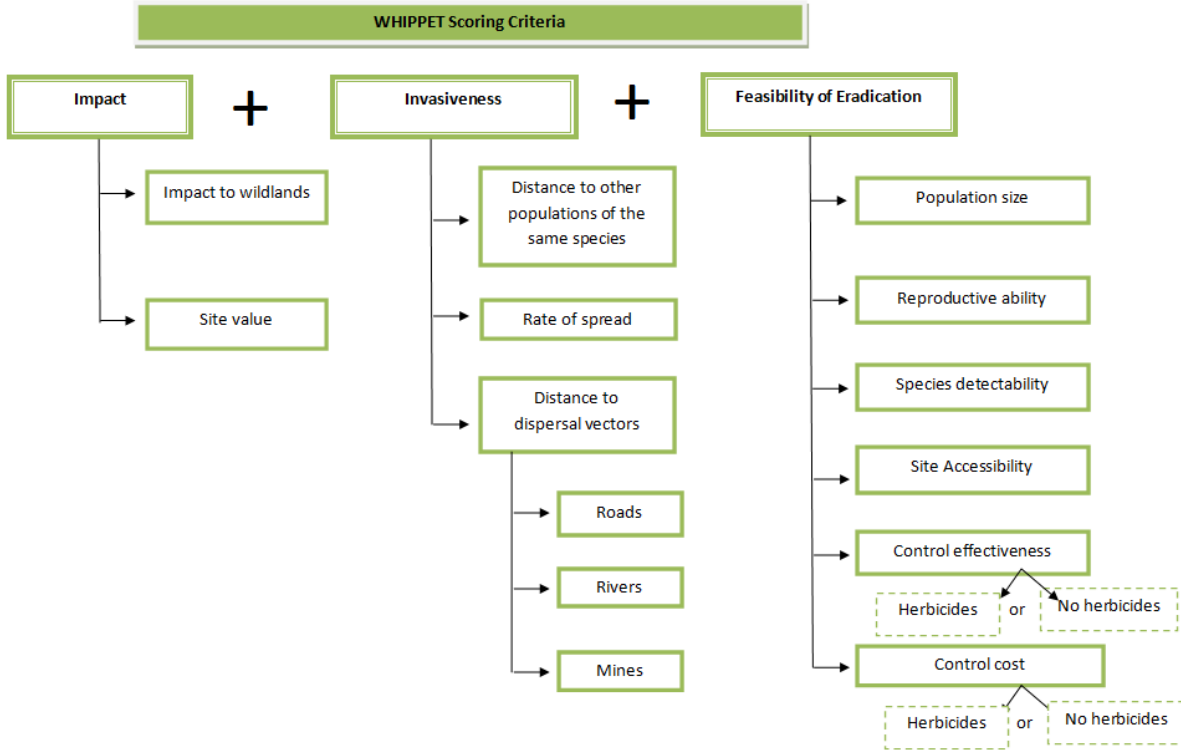 WHIPPET Scoring Criteria
Impact
+
Invasiveness
+
Feasibility of Eradication
Impact to wildlands
Site value
Distance to other
populations of the
same species
Rate of spread
Distance to
dispersal vectors
Roads
Rivers
Mines
Population size
Reproductive ability
Species detectability
Site Accessibility
Control effectiveness
Herbicides or No herbicides
Control cost
Herbicides or No herbicides